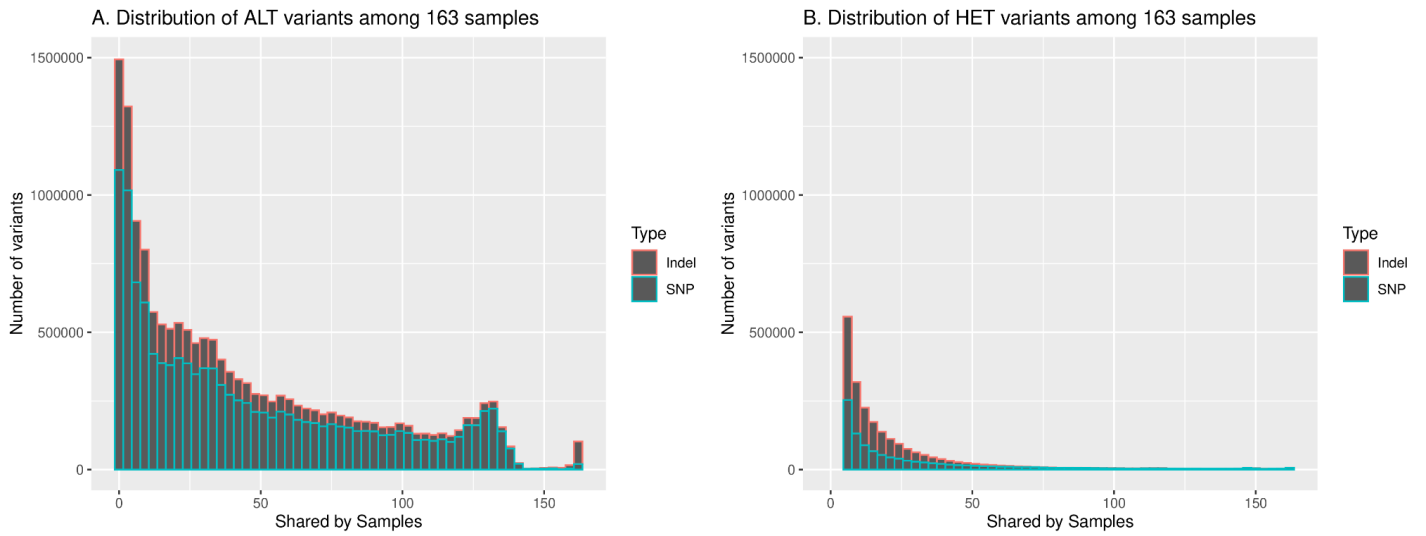 A. Distribution of ALT variants among 163 samples
Number of variants
1500000
1000000
500000
0
0 50 100 150
Shared by Samples
Type
Indel
SNP
B. Distribution of HET variants among 163 samples
Number of variants
1500000
1000000
500000
0
0 50 100 150
Shared by Samples
Type
Indel
SNP